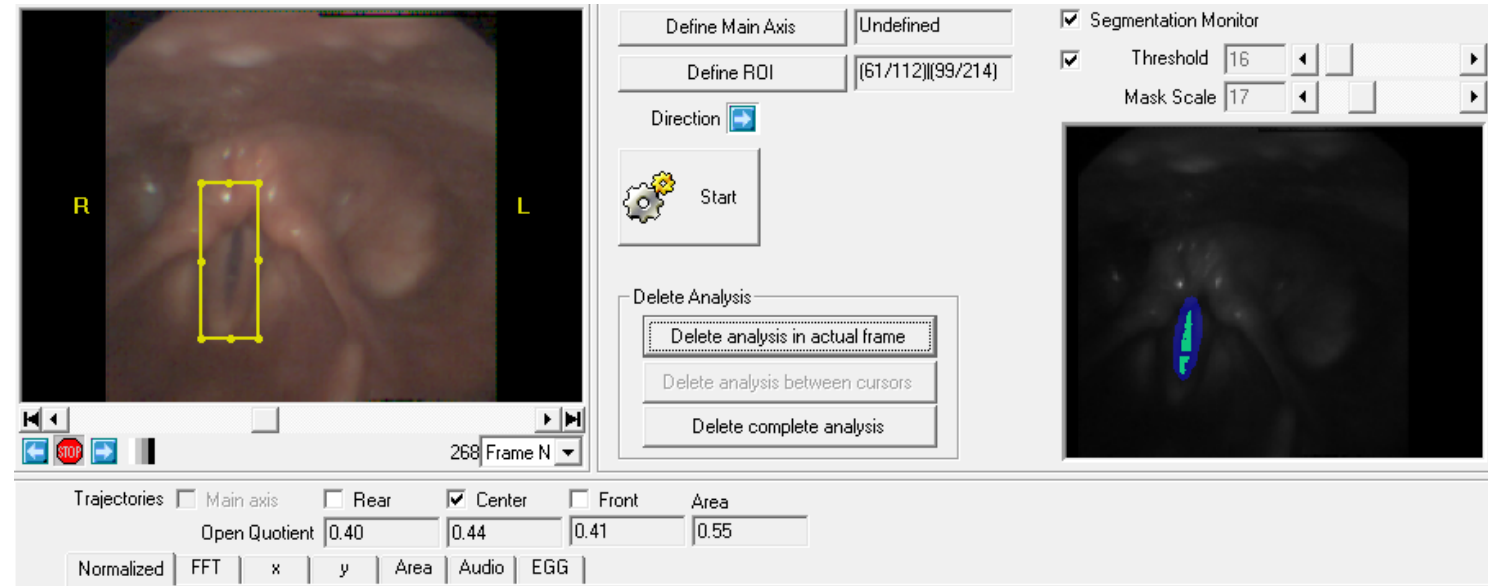 R
L
268 Frame N
Define Main Axis Undefined
Define ROI (61/112)|(99/214)
Direction
Start
Delete Analysis
Delete analysis in actual frame
Delete analysis between cursors
Delete complete analysis
Segmentation Monitor
Threshold 16
Mask Scale 17
STOP
Trajectories Main axis Rear Center Front Area
Open Quotient 0.40 0.44 0.41 0.55
Normalized FFT x y Area Audio EGG